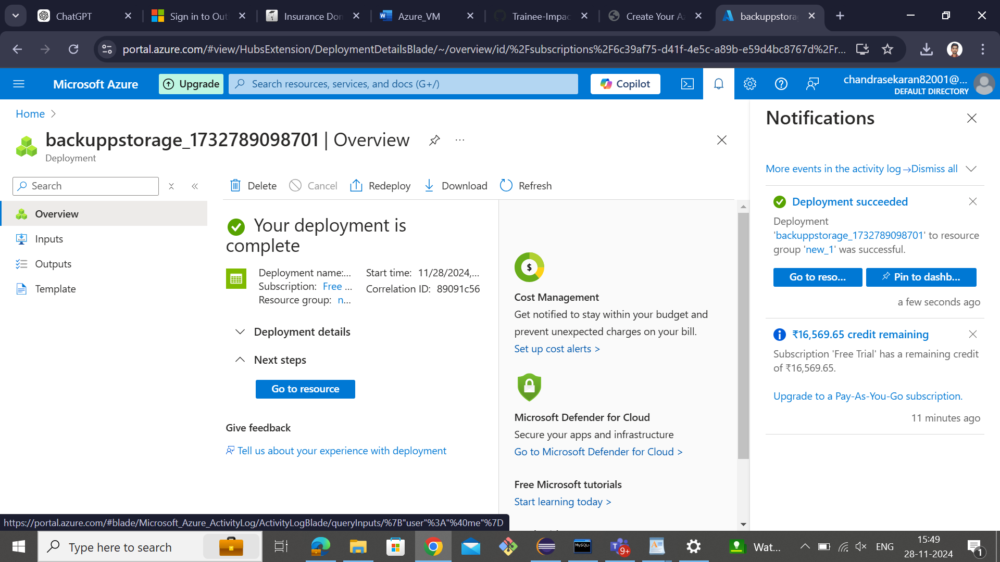 ChatGPT
Sign in to Out
Insurance Dom
Azure_VM
Trainee-Impac
Create Your Az
backuppstorag
portal.azure.com/#view/HubsExtension/DeploymentDetailsBlade/~/overview/id/%2Fsubscriptions%2F6c39af75-d41f-4e5c-a89b-e59d4bc8767d%2Fr...
Microsoft Azure
Upgrade
Search resources, services, and docs (G+/)
Copilot
chandrasekaran82001@...
DEFAULT DIRECTORY
Home
backuppstorage_1732789098701 | Overview
...
Deployment
Search
Delete
Cancel
Redeploy
Download
Refresh
Overview
Inputs
Outputs
Template
Your deployment is
complete
Deployment name:...
Subscription: Free ...
Resource group: n...
Start time: 11/28/2024,...
Correlation ID: 89091c56
Deployment details
Next steps
Go to resource
Give feedback
Tell us about your experience with deployment
$
Cost Management
Get notified to stay within your budget and
prevent unexpected charges on your bill.
Set up cost alerts >
Microsoft Defender for Cloud
Secure your apps and infrastructure
Go to Microsoft Defender for Cloud >
Free Microsoft tutorials
Start learning today >
Notifications
More events in the activity log →
Dismiss all
Deployment succeeded
Deployment
'backuppstorage_1732789098701' to resource
group 'new_1' was successful.
Go to reso...
Pin to dashb...
a few seconds ago
₹16,569.65 credit remaining
Subscription 'Free Trial' has a remaining credit
of ₹16,569.65.
Upgrade to a Pay-As-You-Go subscription.
11 minutes ago
https://portal.azure.com/#blade/Microsoft_Azure_ActivityLog/ActivityLogBlade/queryInputs/%7B"user"%3A"%40me"%7D
Type here to search
MySQL
9+
Wat...
ENG
15:49
28-11-2024
1